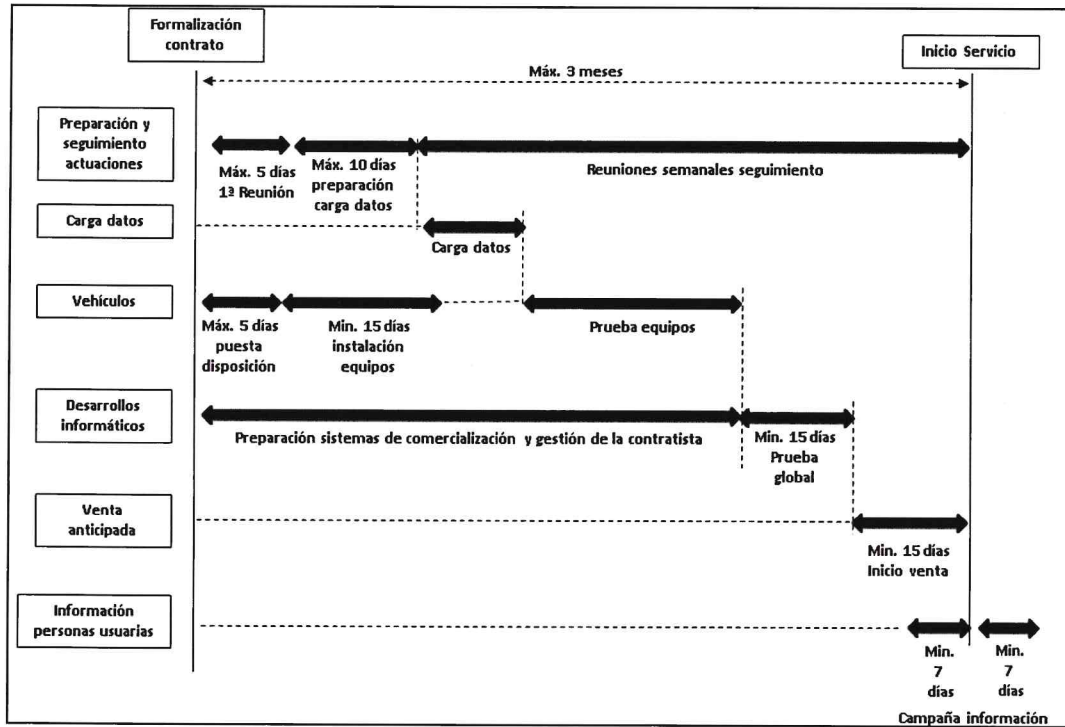 Formalización
contrato
Inicio Servicio
Máx. 3 meses
Preparación y
seguimiento
actuaciones
Máx. 5 días
1ª Reunión
Máx. 10 días
preparación
carga datos
Reuniones semanales seguimiento
Carga datos
Carga datos
Vehículos
Máx. 5 días
puesta
disposición
Min. 15 días
instalación
equipos
Prueba equipos
Desarrollos
informáticos
Preparación sistemas de comercialización y gestión de la contratista
Min. 15 días
Prueba
global
Venta
anticipada
Min. 15 días
Inicio venta
Información
personas usuarias
Min.
7
días
Min.
7
días
Campaña información